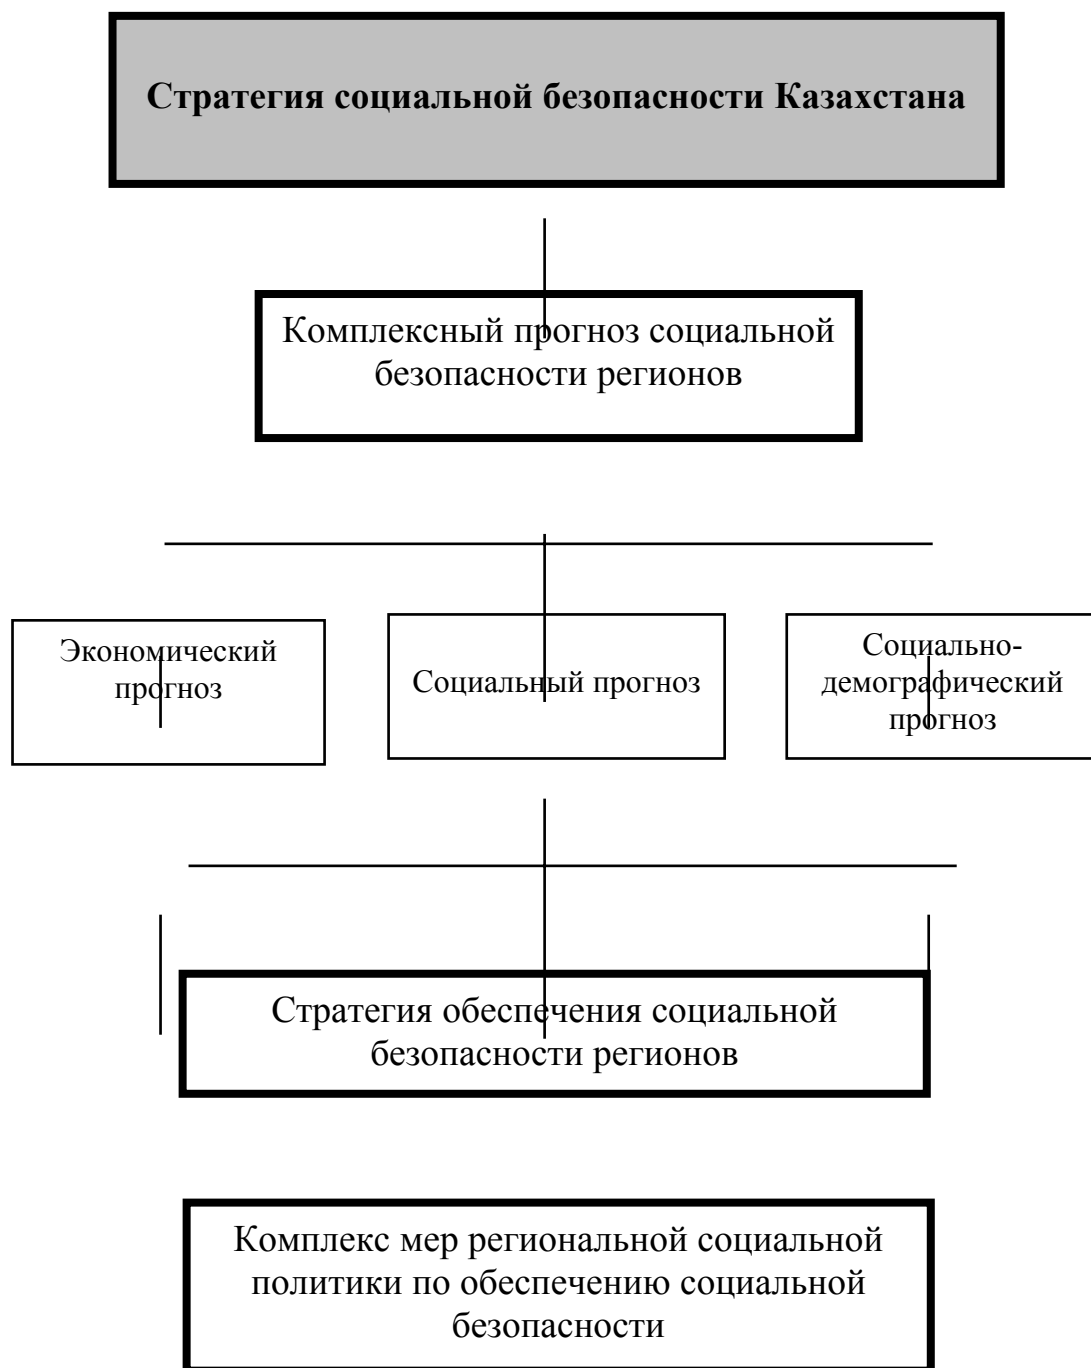 Стратегия социальной безопасности Казахстана
Комплексный прогноз социальной
безопасности регионов
Экономический
прогноз
Социальный прогноз
Социально-
демографический
прогноз
Стратегия обеспечения социальной
безопасности регионов
Комплекс мер региональной социальной
политики по обеспечению социальной
безопасности